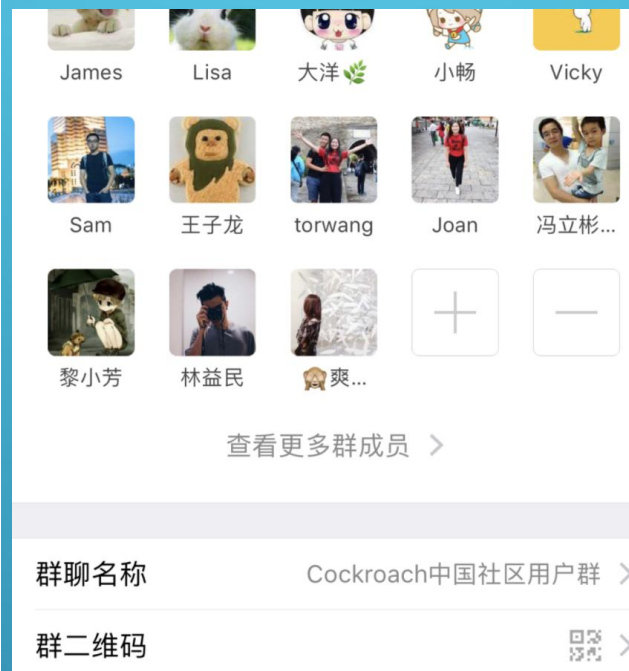 James Lisa 大洋🌿 小畅 Vicky
Sam 王子龙 torwang Joan 冯立彬...
黎小芳 林益民 🙈爽...
查看更多群成员
群聊名称 Cockroach中国社区用户群
群二维码